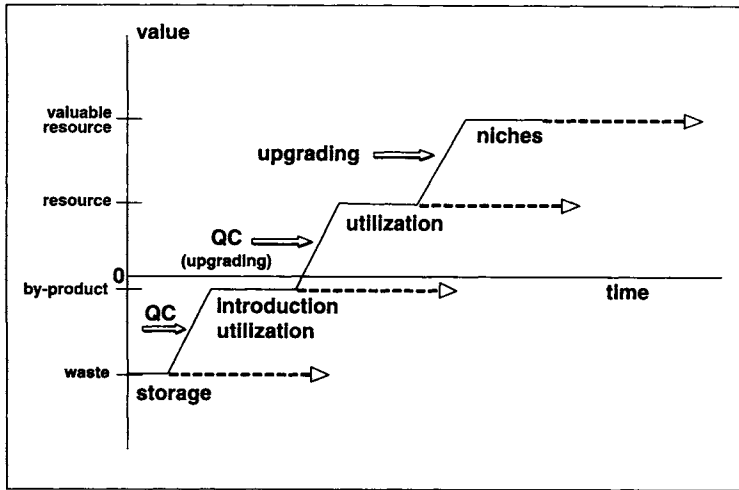 value
valuable
resource
niches
upgrading
resource
utilization
QC
(upgrading)
0
time
by-product
introduction
utilization
QC
waste
storage